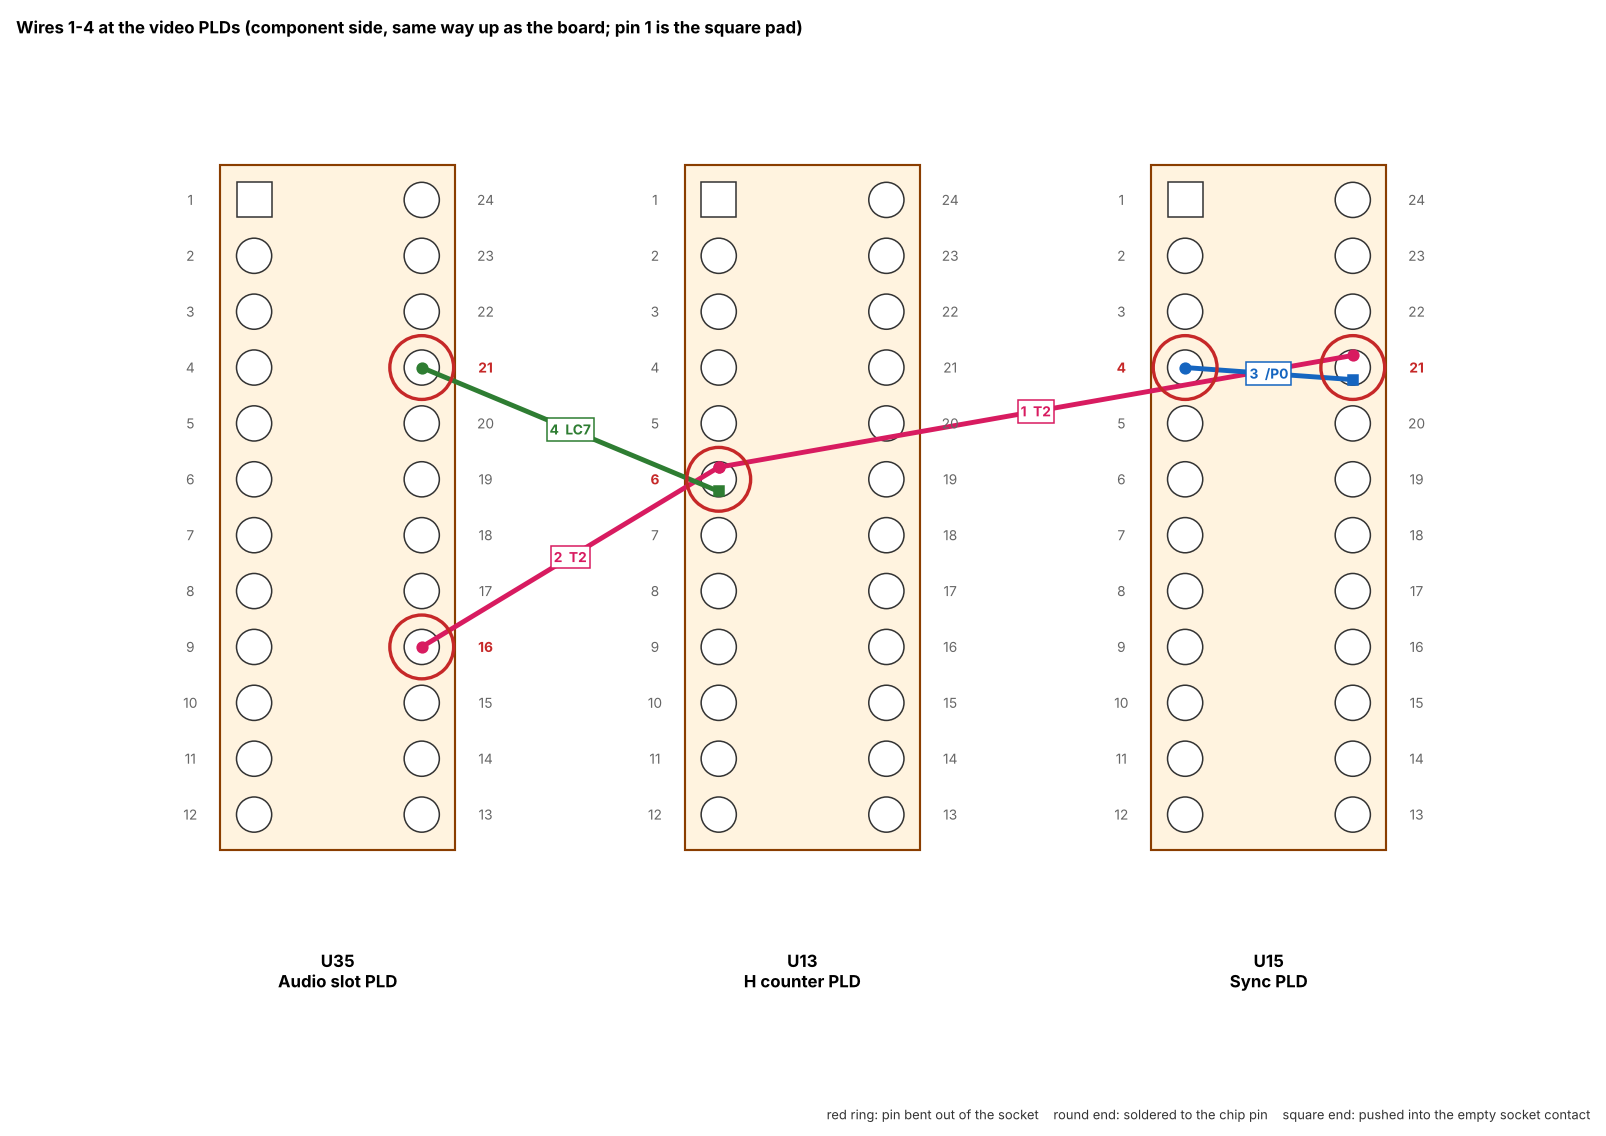 Wires 1-4 at the video PLDs (component side, same way up as the board; pin 1 is the square pad)
1 24 1 24 1 24
2 23 2 23 2 23
3 22 3 22 3 22
4 21 4 21 4 21
3 /P0
1 T2
5 20 5 20 5 20
4 LC7
6 19 6 19 6 19
7 18 7 18 7 18
2 T2
8 17 8 17 8 17
9 16 9 16 9 16
10 15 10 15 10 15
11 14 11 14 11 14
12 13 12 13 12 13
U35 U13 U15
Audio slot PLD H counter PLD Sync PLD
red ring: pin bent out of the socket round end: soldered to the chip pin square end: pushed into the empty socket contact